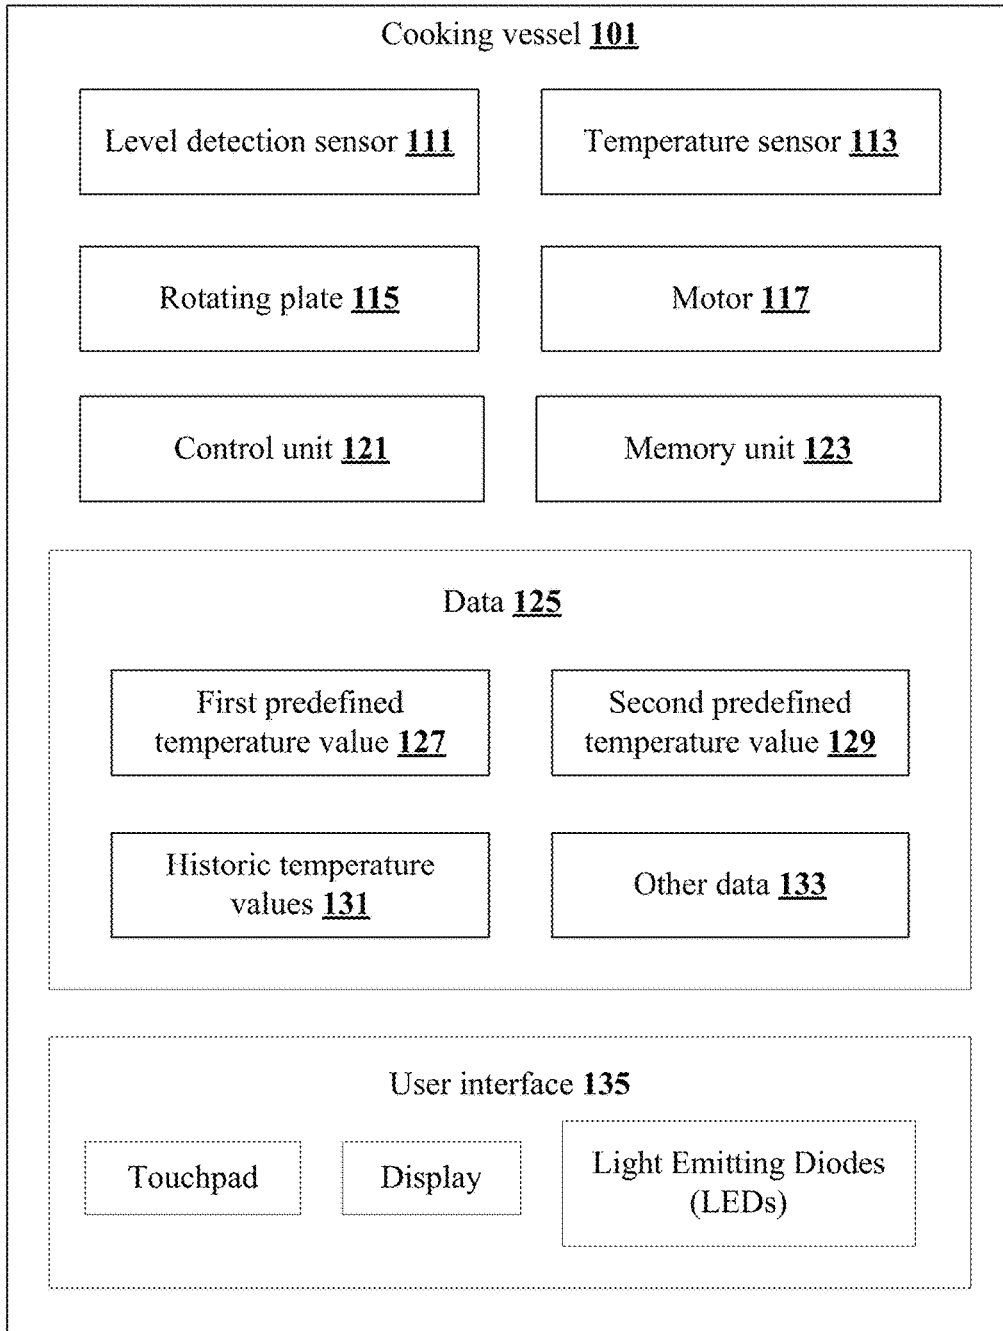 Cooking vessel 101
Level detection sensor 111
Temperature sensor 113
Rotating plate 115
Motor 117
Control unit 121
Memory unit 123
Data 125
First predefined
temperature value 127
Second predefined
temperature value 129
Historic temperature
values 131
Other data 133
User interface 135
Touchpad
Display
Light Emitting Diodes
(LEDs)